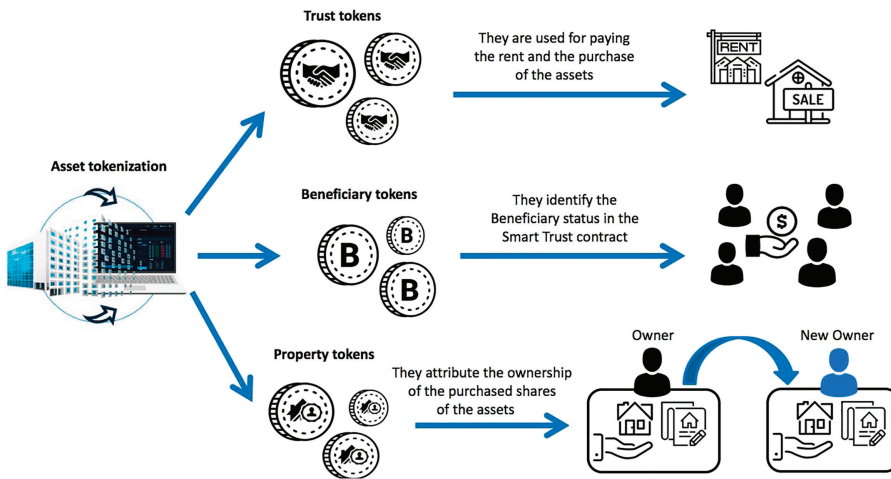 Trust tokens
They are used for paying
the rent and the purchase
of the assets
RENT
SALE
Asset tokenization
Beneficiary tokens
They identify the
Beneficiary status in the
Smart Trust contract
B
B
B
$
Property tokens
They attribute the ownership
of the purchased shares
of the assets
Owner
New Owner